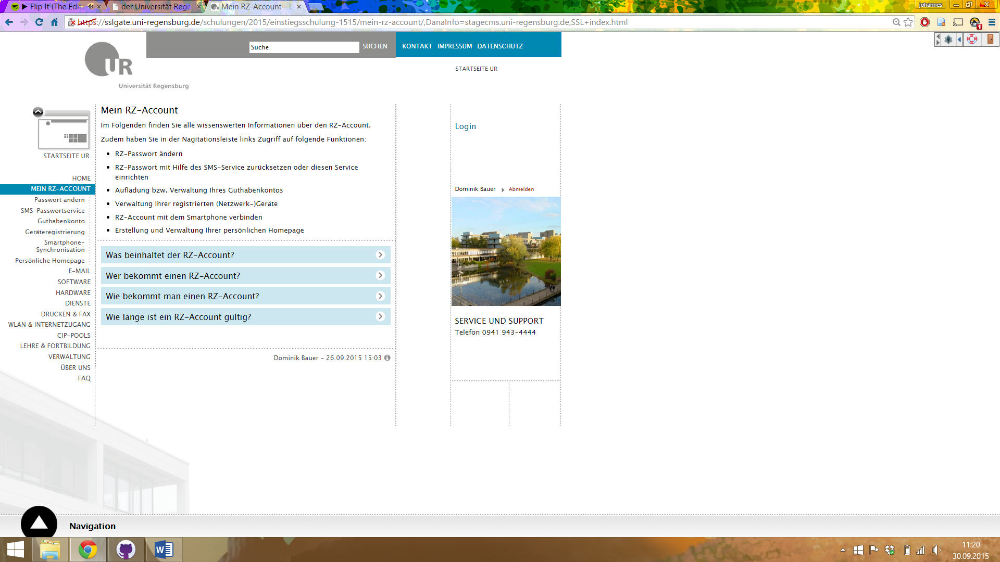 Flip It (The Edit
der Universität Rege
Mein RZ-Account - U
johannes
https://sslgate.uni-regensburg.de/schulungen/2015/einstiegsschulung-1515/mein-rz-account/,DanaInfo=stagecms.uni-regensburg.de,SSL+index.html
1
Suche
SUCHEN
KONTAKT IMPRESSUM DATENSCHUTZ
UR
Universität Regensburg
STARTSEITE UR
STARTSEITE UR
HOME
MEIN RZ-ACCOUNT
Passwort ändern
SMS-Passwortservice
Guthabenkonto
Geräteregistrierung
Smartphone-
Synchronisation
Persönliche Homepage
E-MAIL
SOFTWARE
HARDWARE
DIENSTE
DRUCKEN & FAX
WLAN & INTERNETZUGANG
CIP-POOLS
LEHRE & FORTBILDUNG
VERWALTUNG
ÜBER UNS
FAQ
Mein RZ-Account
Im Folgenden finden Sie alle wissenswerten Informationen über den RZ-Account.
Zudem haben Sie in der Nagitationsleiste links Zugriff auf folgende Funktionen:
• RZ-Passwort ändern
• RZ-Passwort mit Hilfe des SMS-Service zurücksetzen oder diesen Service
einrichten
• Aufladung bzw. Verwaltung Ihres Guthabenkontos
• Verwaltung Ihrer registrierten (Netzwerk-)Geräte
• RZ-Account mit dem Smartphone verbinden
• Erstellung und Verwaltung Ihrer persönlichen Homepage
Was beinhaltet der RZ-Account?
Wer bekommt einen RZ-Account?
Wie bekommt man einen RZ-Account?
Wie lange ist ein RZ-Account gültig?
Dominik Bauer - 26.09.2015 15:03
Login
Dominik Bauer Abmelden
SERVICE UND SUPPORT
Telefon 0941 943-4444
Navigation
11:20
30.09.2015